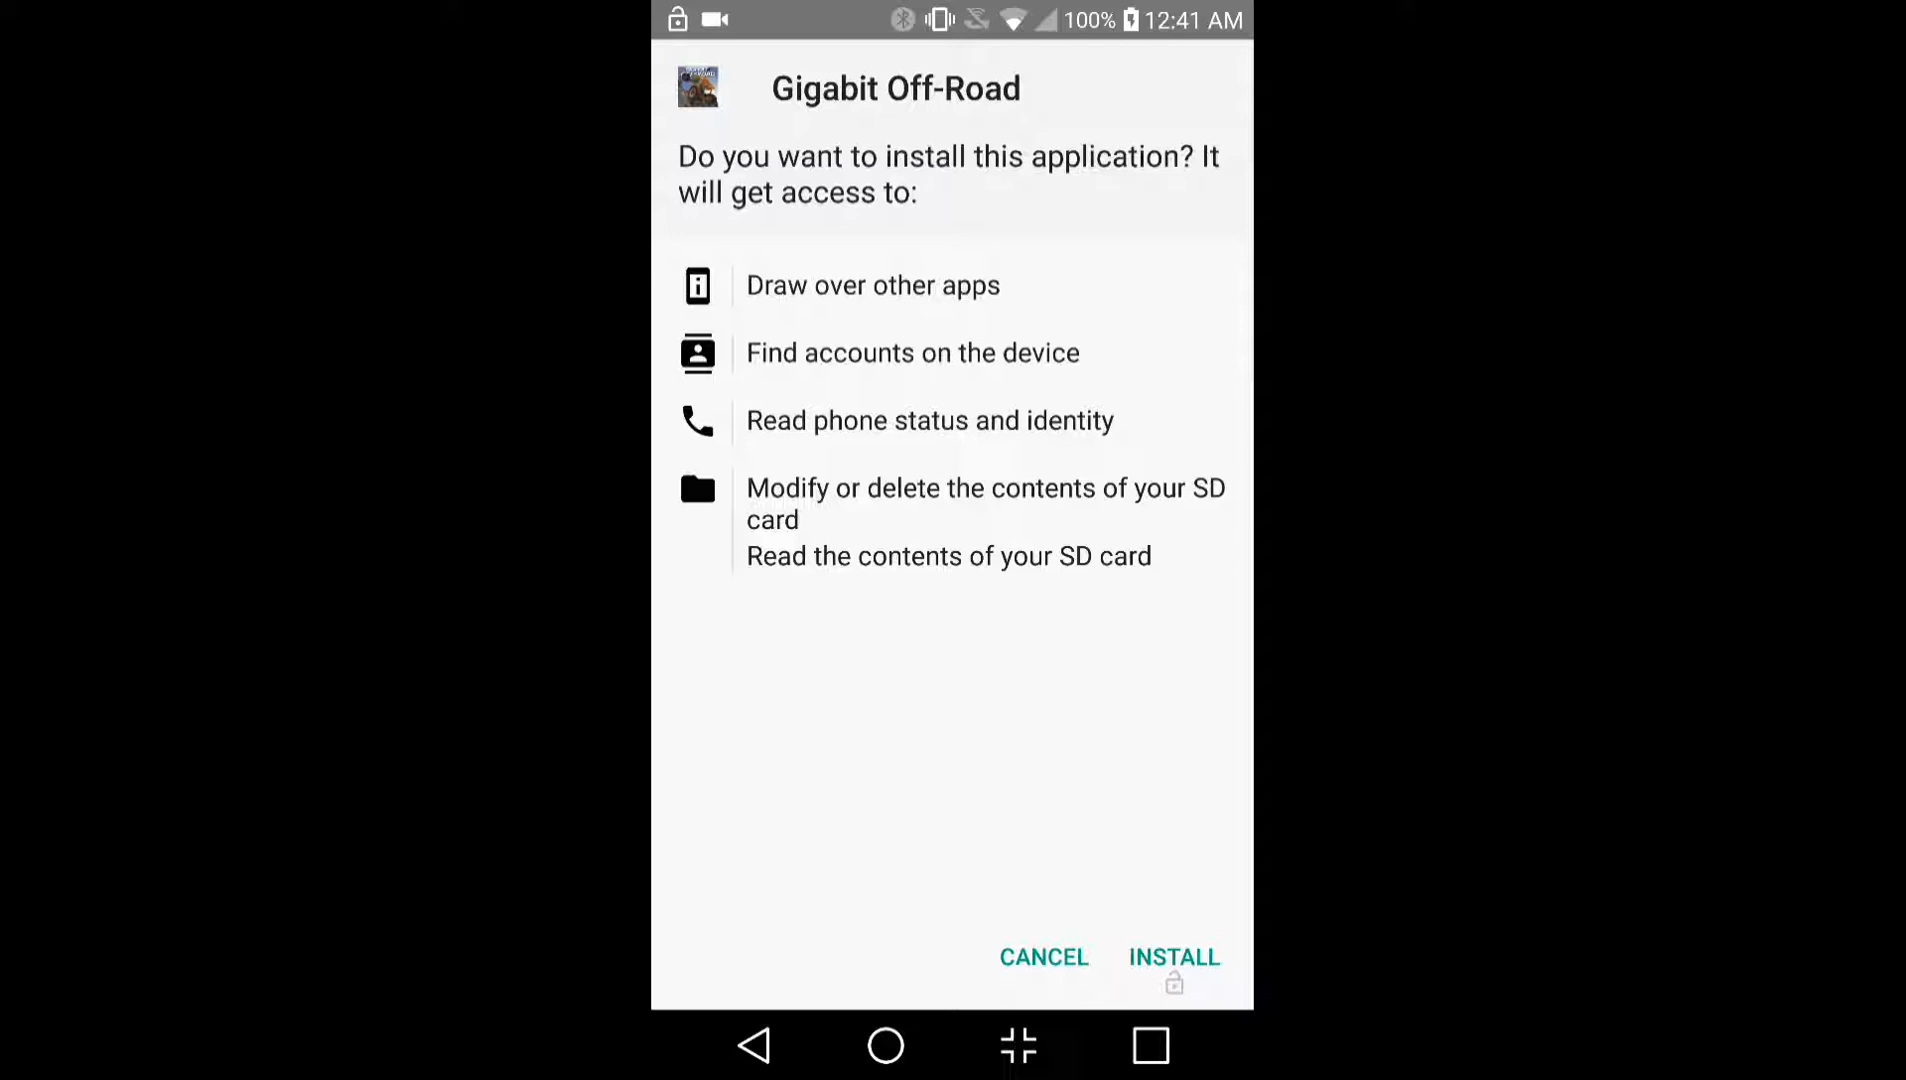 100% 12:41 AM
Gigabit Off-Road
Do you want to install this application? It
will get access to:
Draw over other apps
Find accounts on the device
Read phone status and identity
Modify or delete the contents of your SD
card
Read the contents of your SD card
CANCEL INSTALL